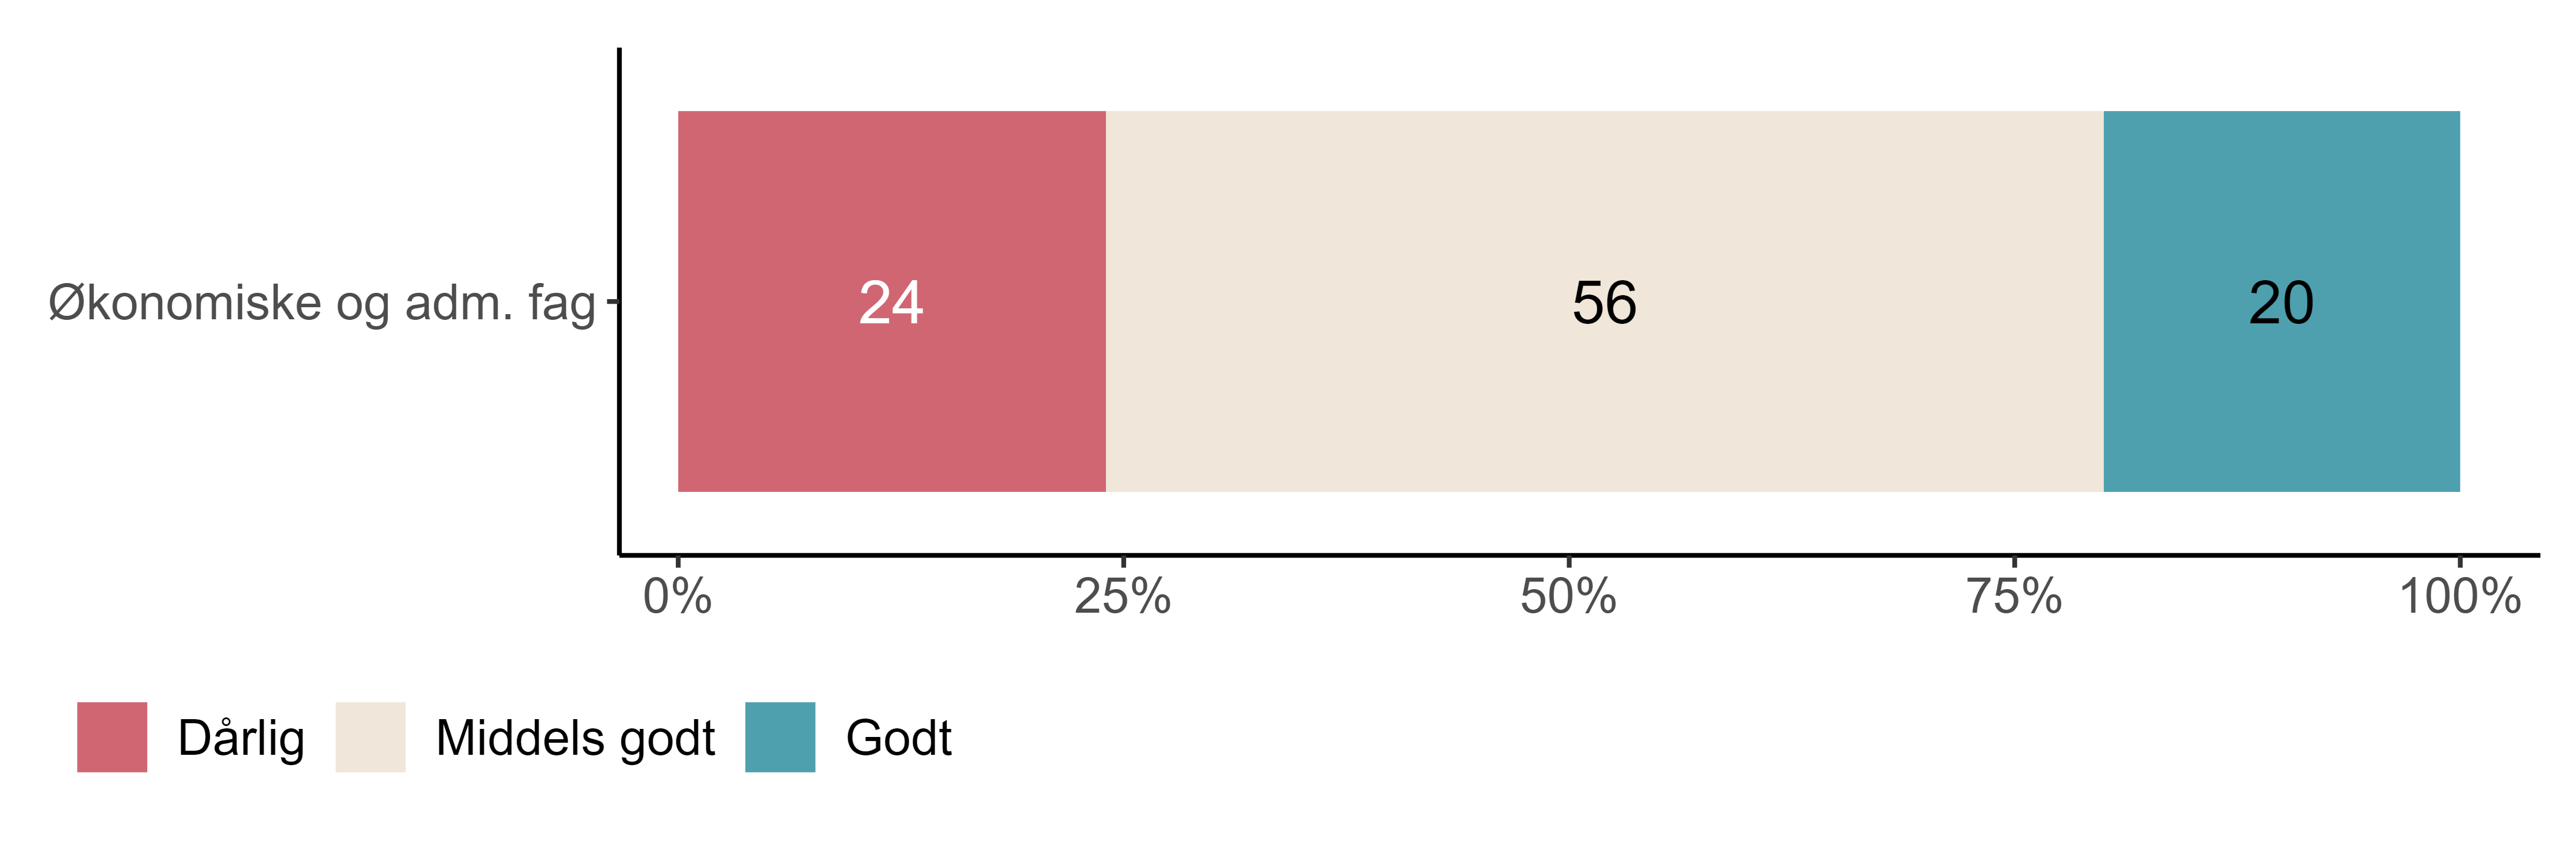 Økonomiske og adm. fag
24 56 20
0% 25% 50% 75% 100%
Dårlig Middels godt Godt